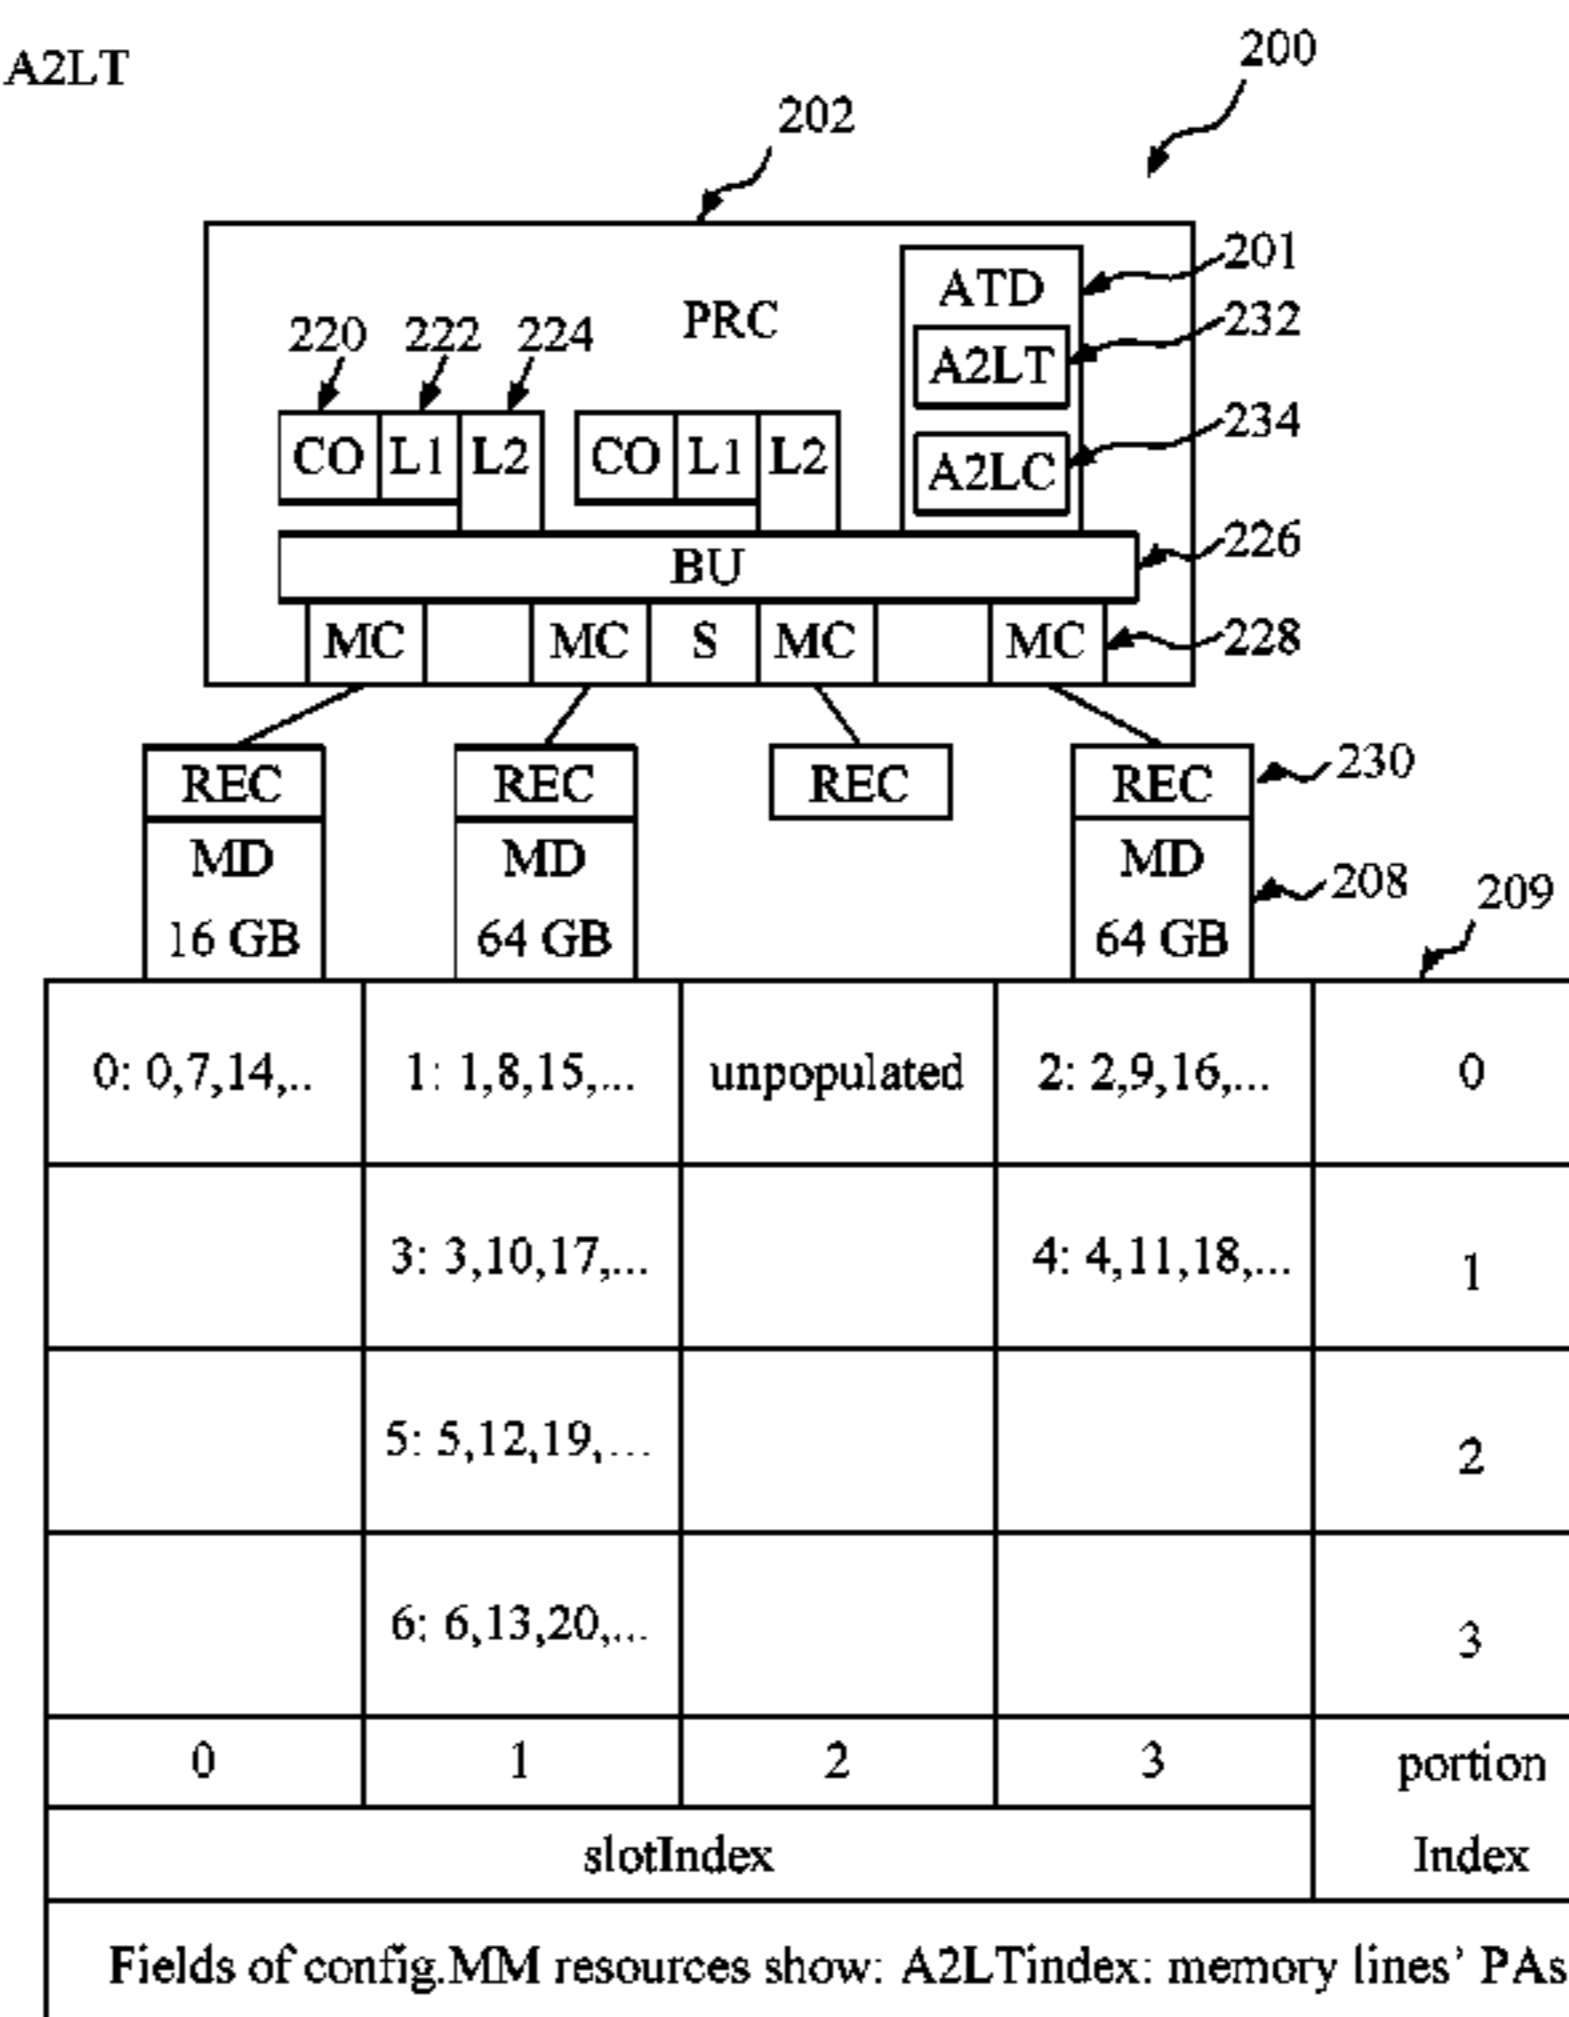 A2LT
200
202
201
ATD
PRC
232
220 222 224
A2LT
234
CO L1 L2 CO L1 L2
A2LC
226
BU
MC MC S MC MC 228
REC REC REC REC 230
MD MD MD
208
209
16 GB 64 GB 64 GB
0: 0,7,14,.. 1: 1,8,15,... unpopulated 2: 2,9,16,... 0
3: 3,10,17,... 4: 4,11,18,... 1
5: 5,12,19,... 2
6: 6,13,20,... 3
0 1 2 3 portion
slotIndex Index
Fields of config.MM resources show: A2LTindex: memory lines’ PAs